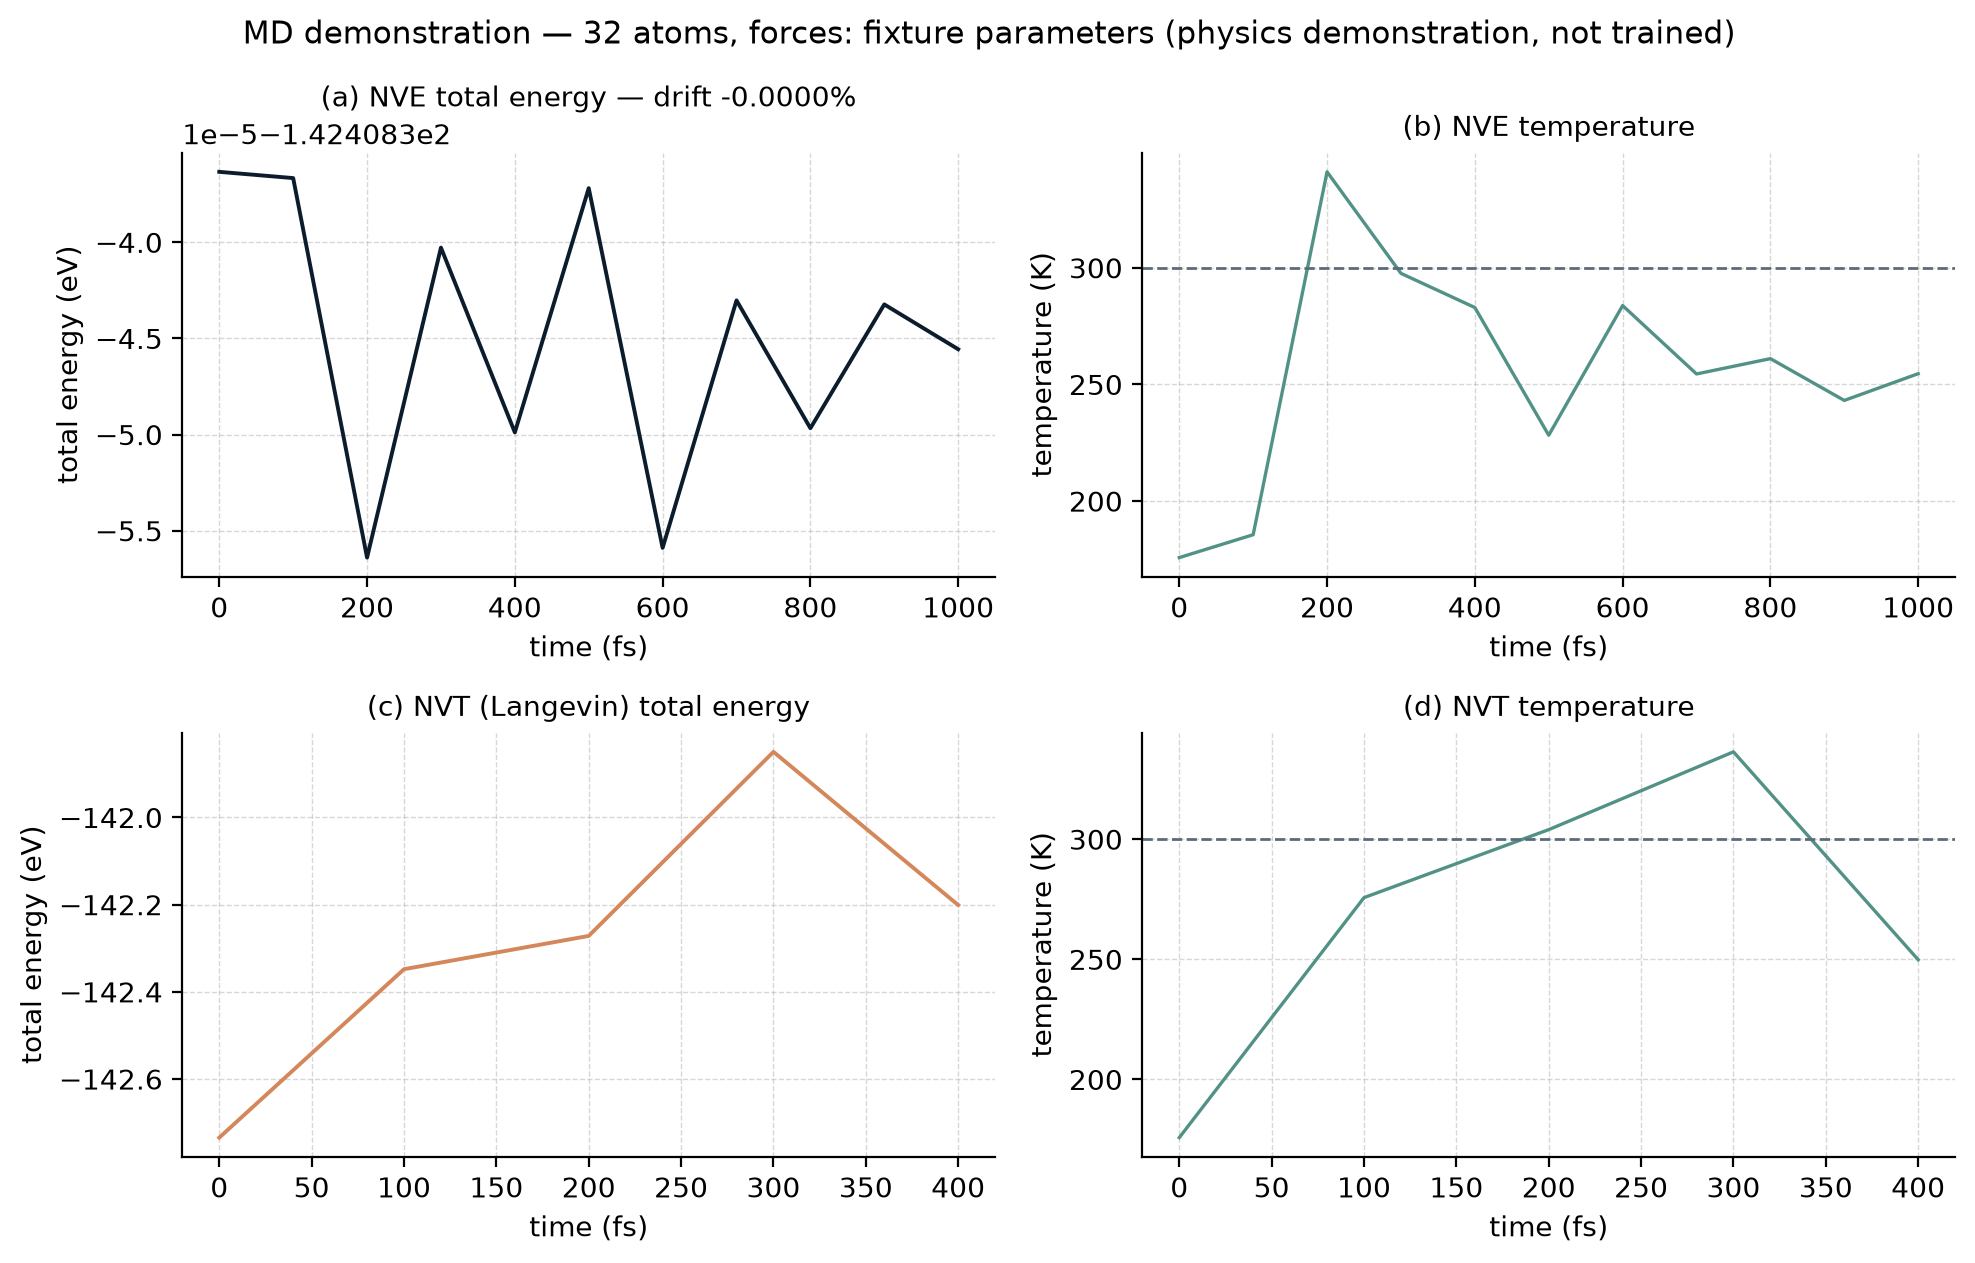 MD demonstration — 32 atoms, forces: fixture parameters (physics demonstration, not trained)
(a) NVE total energy — drift -0.0000%
1e−5−1.424083e2
total energy (eV)
−4.0
−4.5
−5.0
−5.5
0 200 400 600 800 1000
time (fs)
(b) NVE temperature
temperature (K)
300
250
200
0 200 400 600 800 1000
time (fs)
(c) NVT (Langevin) total energy
total energy (eV)
−142.0
−142.2
−142.4
−142.6
0 50 100 150 200 250 300 350 400
time (fs)
(d) NVT temperature
temperature (K)
300
250
200
0 50 100 150 200 250 300 350 400
time (fs)